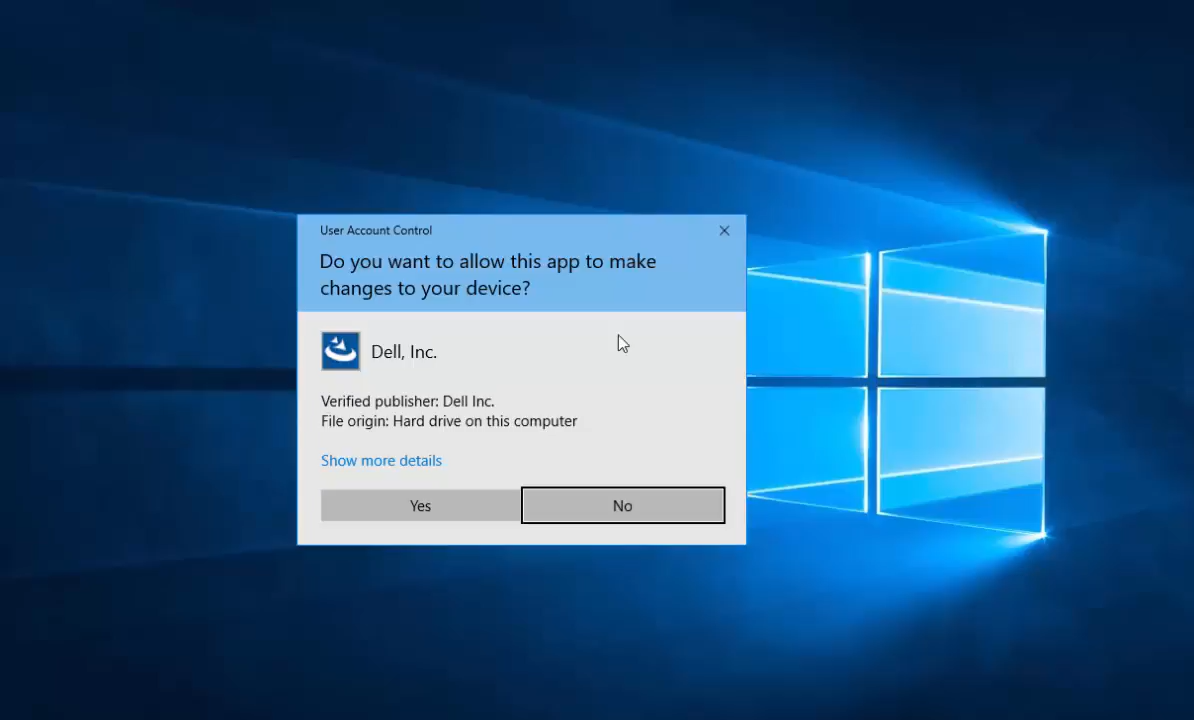 User Account Control
Do you want to allow this app to make
changes to your device?
Dell, Inc.
Verified publisher: Dell Inc.
File origin: Hard drive on this computer
Show more details
Yes
No